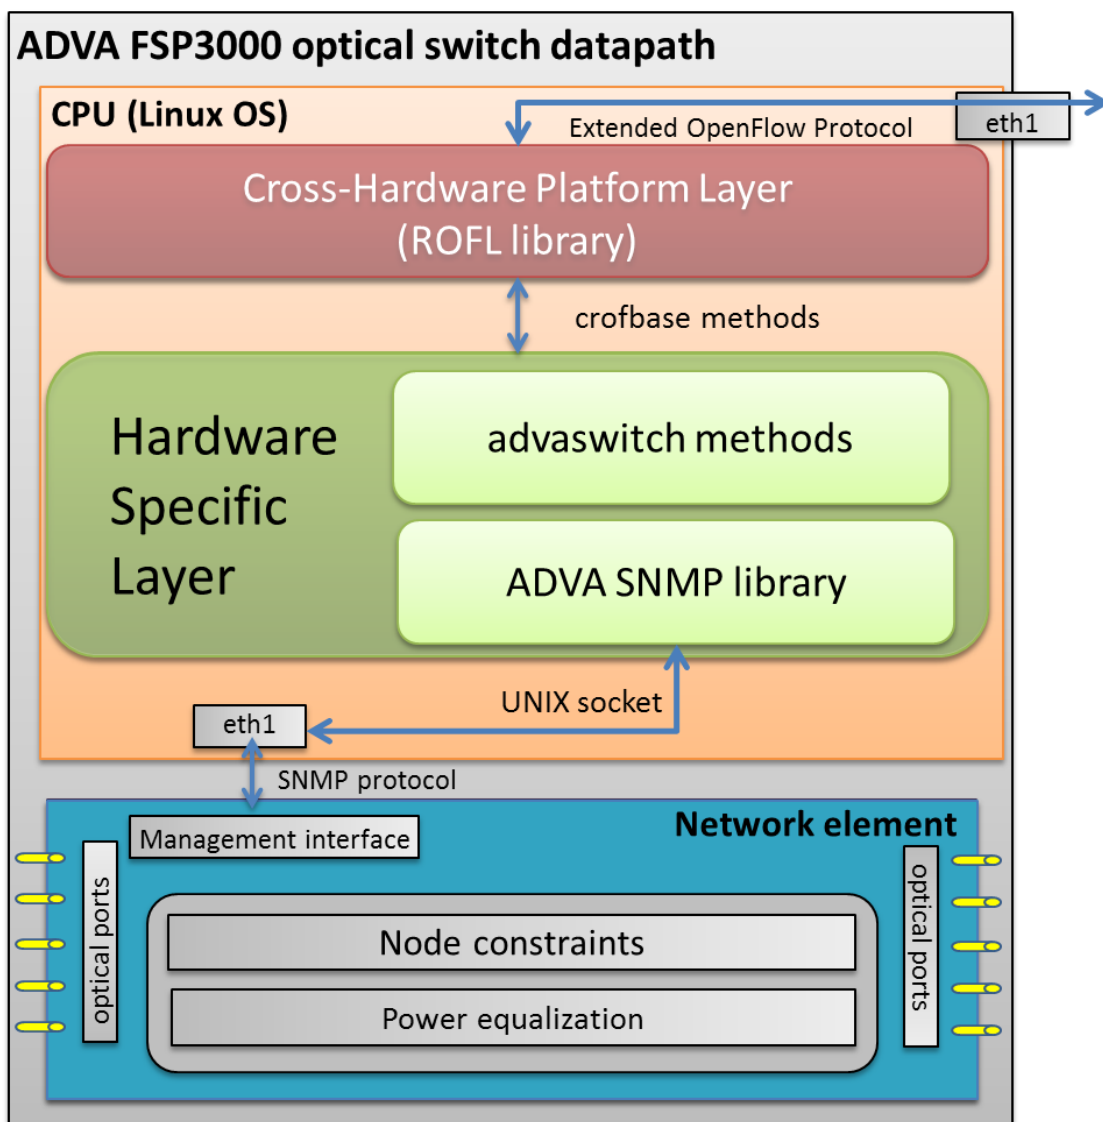 ADVA FSP3000 optical switch datapath
CPU (Linux OS)
Extended OpenFlow Protocol
eth1
Cross-Hardware Platform Layer
(ROFL library)
crofbase methods
Hardware
Specific
Layer
advaswitch methods
ADVA SNMP library
UNIX socket
eth1
SNMP protocol
Network element
Management interface
optical ports
optical ports
Node constraints
Power equalization